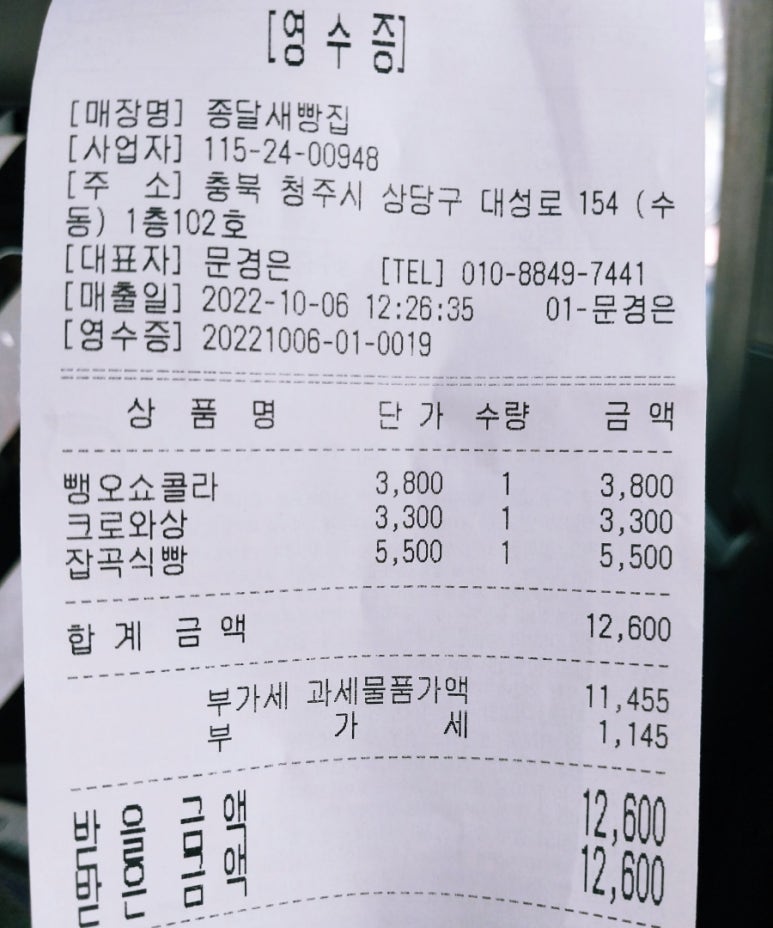 [영수증]
[매장명] 종달새빵집
[사업자] 115-24-00948
[주 소] 충북 청주시 상당구 대성로 154 (수
동) 1층102호
[대표자] 문경은 [TEL] 010-8849-7441
[매출일] 2022-10-06 12:26:35 01-문경은
[영수증] 20221006-01-0019
상 품 명 단 가 수량 금 액
뺑오쇼콜라 3,800 1 3,800
크로와상 3,300 1 3,300
잡곡식빵 5,500 1 5,500
합 계 금 액 12,600
부가세 과세물품가액 11,455
부 가 세 1,145
받 을 금 액 12,600
받 은 금 액 12,600